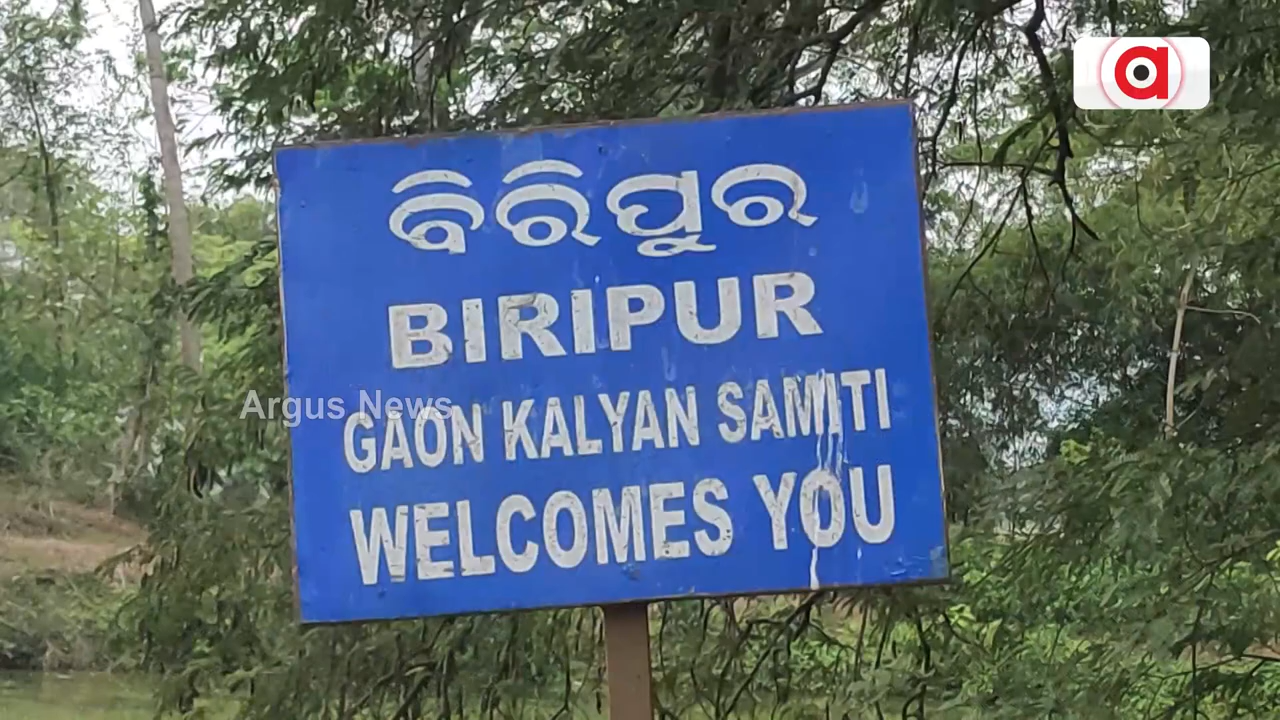 ବିରିପୁର
BIRIPUR
GAON KALYAN SAMITI
WELCOMES YOU
Argus News
a